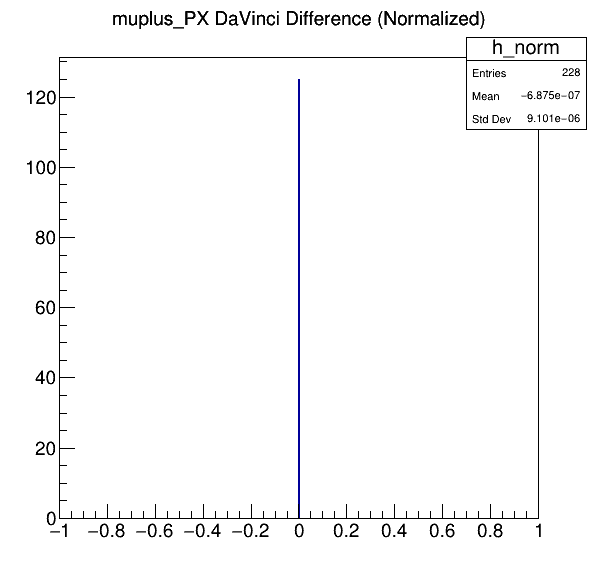 muplus_PX DaVinci Difference (Normalized)
h_norm
Entries 228
Mean −6.875e−07
Std Dev 9.101e−06
120
100
80
60
40
20
0
−1 −0.8 −0.6 −0.4 −0.2 0 0.2 0.4 0.6 0.8 1